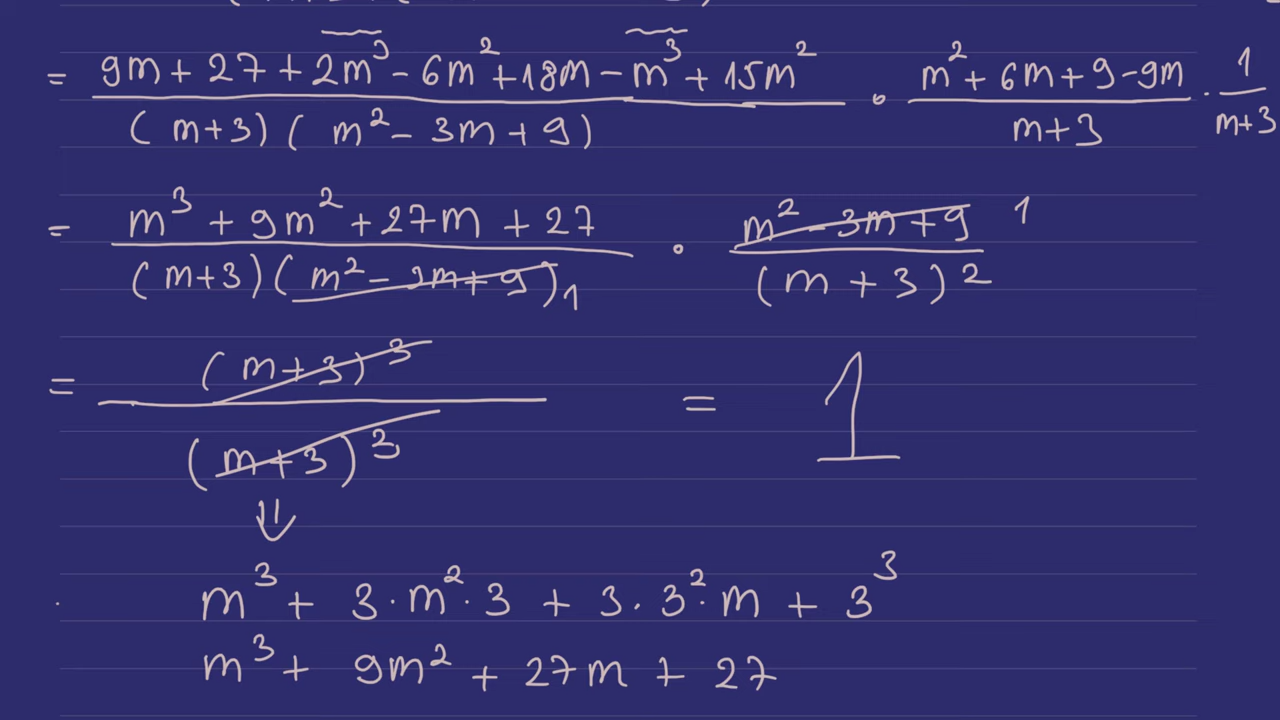 = 9m + 27 + 2m³ - 6m² + 18m - m³ + 15m² / (m+3)(m² - 3m + 9) · m² + 6m + 9 - 9m / m+3 · 1 / m+3
= m³ + 9m² + 27m + 27 / (m+3)(m² - 3m + 9) 1 · m² - 3m + 9 1 / (m + 3)²
= (m+3)³ / (m+3)³ = 1
⇓
m³ + 3·m²·3 + 3·3²·m + 3³
m³ + 9m² + 27m + 27